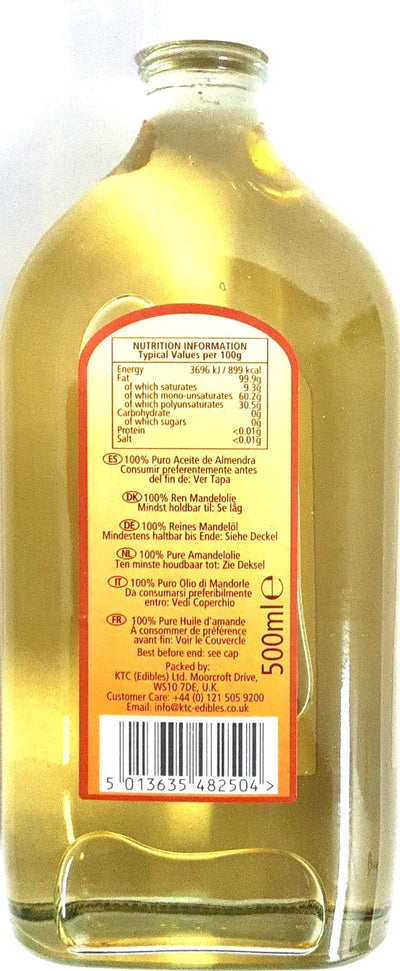 NUTRITION INFORMATION
Typical Values per 100g
Energy 3696 kJ / 899 kcal
Fat 99.9g
of which saturates 9.3g
of which mono-unsaturates 60.2g
of which polyunsaturates 30.5g
Carbohydrate 0g
of which sugars 0g
Protein <0.01g
Salt <0.01g
ES 100% Puro Aceite de Almendra
Consumir preferentemente antes
del fin de: Ver Tapa
DK 100% Ren Mandelolie
Mindst holdbar til: Se låg
DE 100% Reines Mandelöl
Mindestens haltbar bis Ende: Siehe Deckel
NL 100% Pure Amandelolie
Ten minste houdbaar tot: Zie Deksel
IT 100% Puro Olio di Mandorle
Da consumarsi preferibilmente
entro: Vedi Coperchio
FR 100% Pure Huile d'amande
A consommer de préférence
avant fin: Voir le Couvercle
Best before end: see cap
Packed by:
KTC (Edibles) Ltd. Moorcroft Drive,
WS10 7DE, U.K.
Customer Care: +44 (0) 121 505 9200
Email: info@ktc-edibles.co.uk
500ml e
5 013635 482504 >